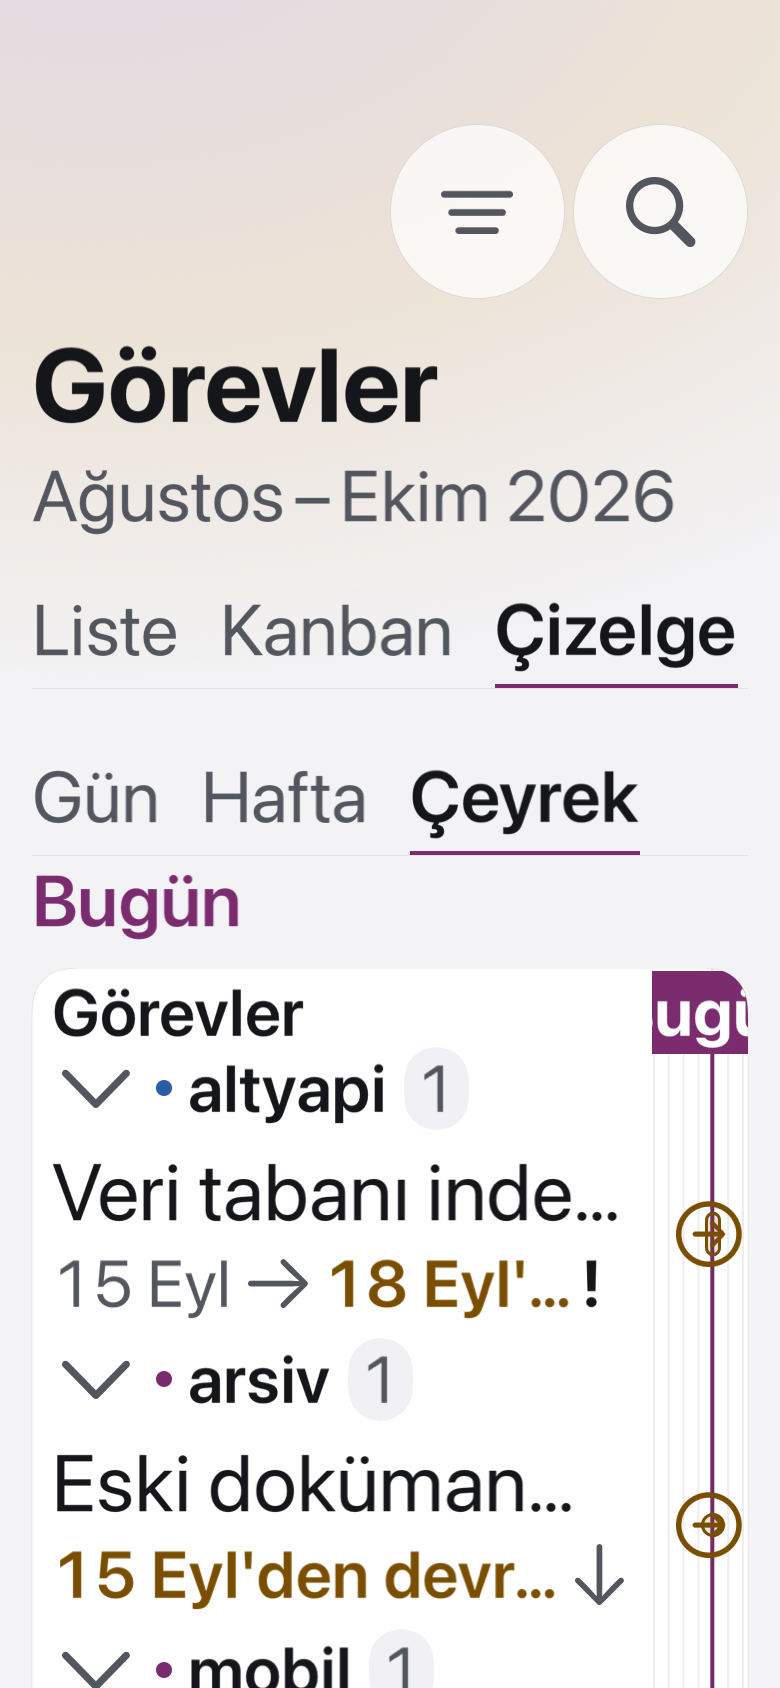 Görevler
Ağustos – Ekim 2026
Liste Kanban Çizelge
Gün Hafta Çeyrek
Bugün
Görevler
altyapi 1
Veri tabanı inde...
15 Eyl → 18 Eyl'... !
arsiv 1
Eski doküman...
15 Eyl'den devr... ↓
mobil 1